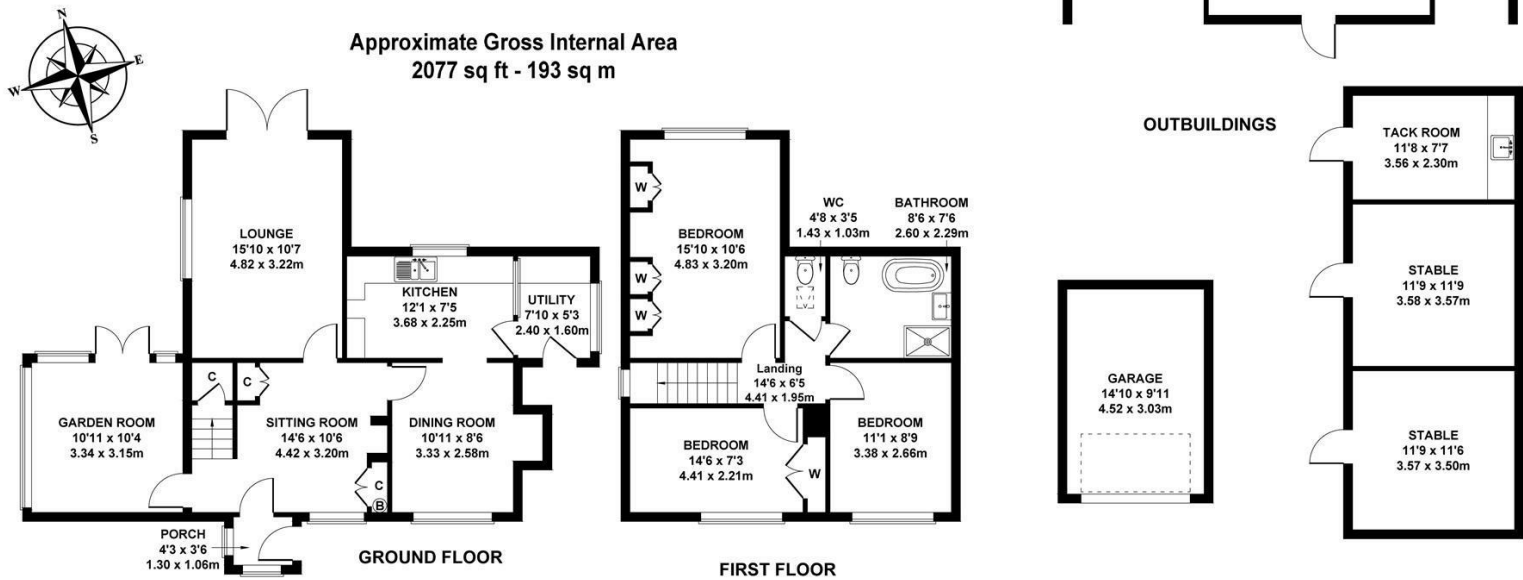 N
E
W
S
Approximate Gross Internal Area
2077 sq ft - 193 sq m
LOUNGE
15'10 x 10'7
4.82 x 3.22m
KITCHEN
12'1 x 7'5
3.68 x 2.25m
UTILITY
7'10 x 5'3
2.40 x 1.60m
C
C
GARDEN ROOM
10'11 x 10'4
3.34 x 3.15m
SITTING ROOM
14'6 x 10'6
4.42 x 3.20m
DINING ROOM
10'11 x 8'6
3.33 x 2.58m
C
B
PORCH
4'3 x 3'6
1.30 x 1.06m
GROUND FLOOR
W
W
W
BEDROOM
15'10 x 10'6
4.83 x 3.20m
WC
4'8 x 3'5
1.43 x 1.03m
BATHROOM
8'6 x 7'6
2.60 x 2.29m
Landing
14'6 x 6'5
4.41 x 1.95m
BEDROOM
14'6 x 7'3
4.41 x 2.21m
W
BEDROOM
11'1 x 8'9
3.38 x 2.66m
FIRST FLOOR
OUTBUILDINGS
TACK ROOM
11'8 x 7'7
3.56 x 2.30m
STABLE
11'9 x 11'9
3.58 x 3.57m
GARAGE
14'10 x 9'11
4.52 x 3.03m
STABLE
11'9 x 11'6
3.57 x 3.50m